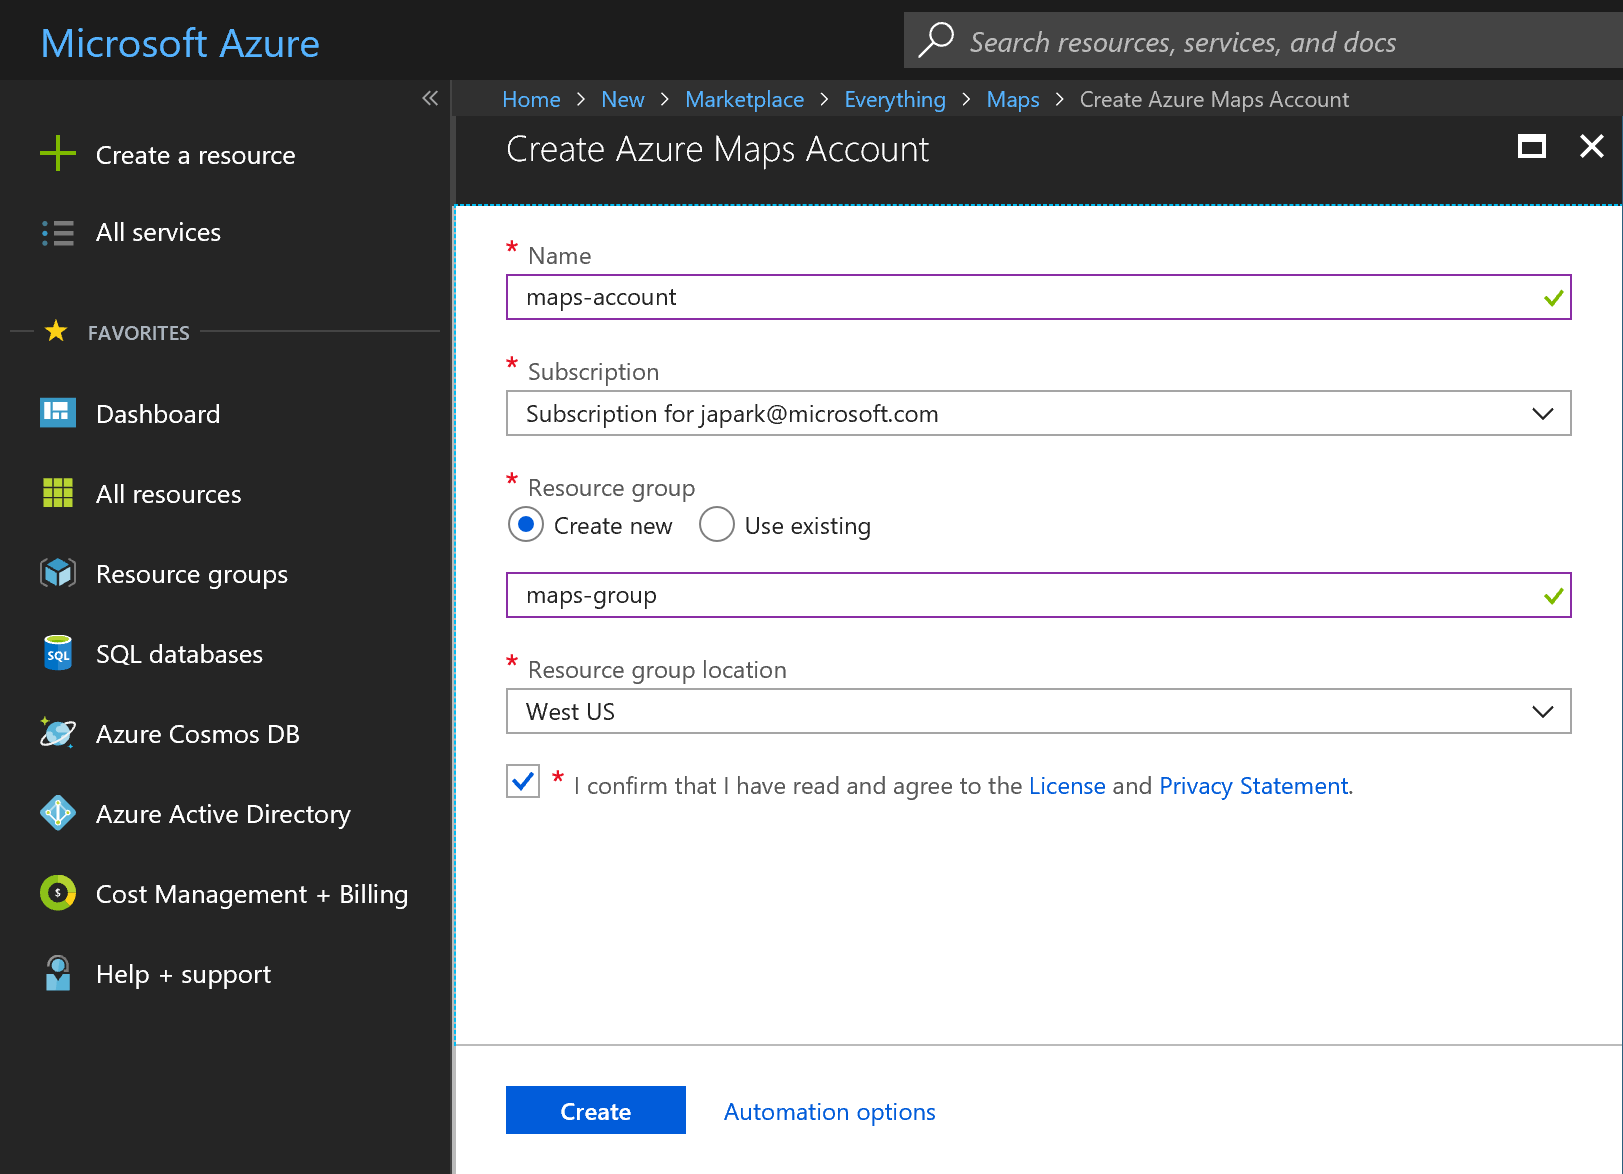 Microsoft Azure
Search resources, services, and docs
Home > New > Marketplace > Everything > Maps > Create Azure Maps Account
Create Azure Maps Account
Create a resource
All services
FAVORITES
Dashboard
All resources
Resource groups
SQL
SQL databases
Azure Cosmos DB
Azure Active Directory
$
Cost Management + Billing
Help + support
* Name
maps-account
* Subscription
Subscription for japark@microsoft.com
* Resource group
Create new Use existing
maps-group
* Resource group location
West US
* I confirm that I have read and agree to the License and Privacy Statement.
Create Automation options